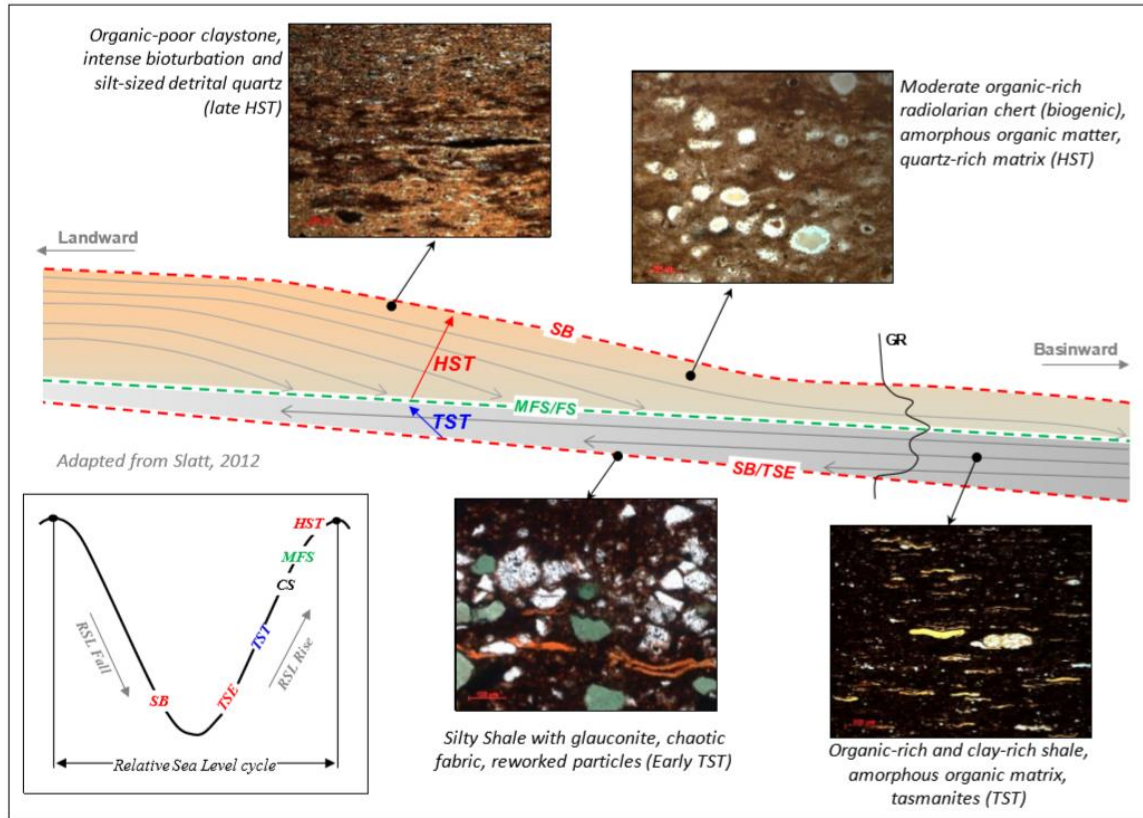 Organic-poor claystone,
intense bioturbation and
silt-sized detrital quartz
(late HST)
Moderate organic-rich
radiolarian chert (biogenic),
amorphous organic matter,
quartz-rich matrix (HST)
Landward
SB
GR
Basinward
HST
MFS/FS
TST
Adapted from Slatt, 2012
SB/TSE
HST
MFS
CS
TST
RSL Fall
RSL Rise
SB
TSE
Relative Sea Level cycle
Silty Shale with glauconite, chaotic
fabric, reworked particles (Early TST)
Organic-rich and clay-rich shale,
amorphous organic matrix,
tasmanites (TST)